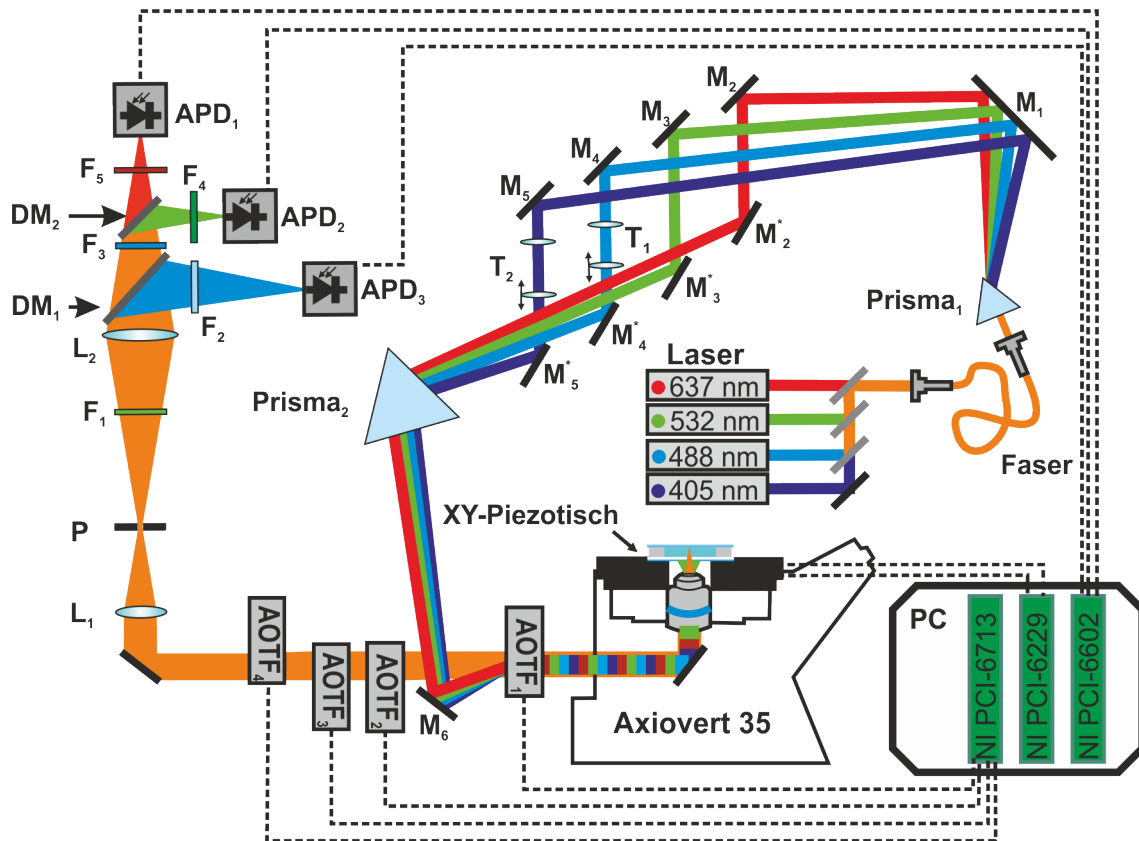 APD₁
M₂
M₁
M₃
F₅
F₄
M₄
M₅
DM₂
APD₂
T₁
M*₂
F₃
T₂
M*₃
DM₁
APD₃
Prisma₁
F₂
M*₄
L₂
M*₅
Laser
637 nm
Prisma₂
F₁
532 nm
488 nm
Faser
405 nm
XY-Piezotisch
P
L₁
PC
AOTF₄
AOTF₃
AOTF₂
AOTF₁
M₆
Axiovert 35
NI PCI-6713
NI PCI-6229
NI PCI-6602